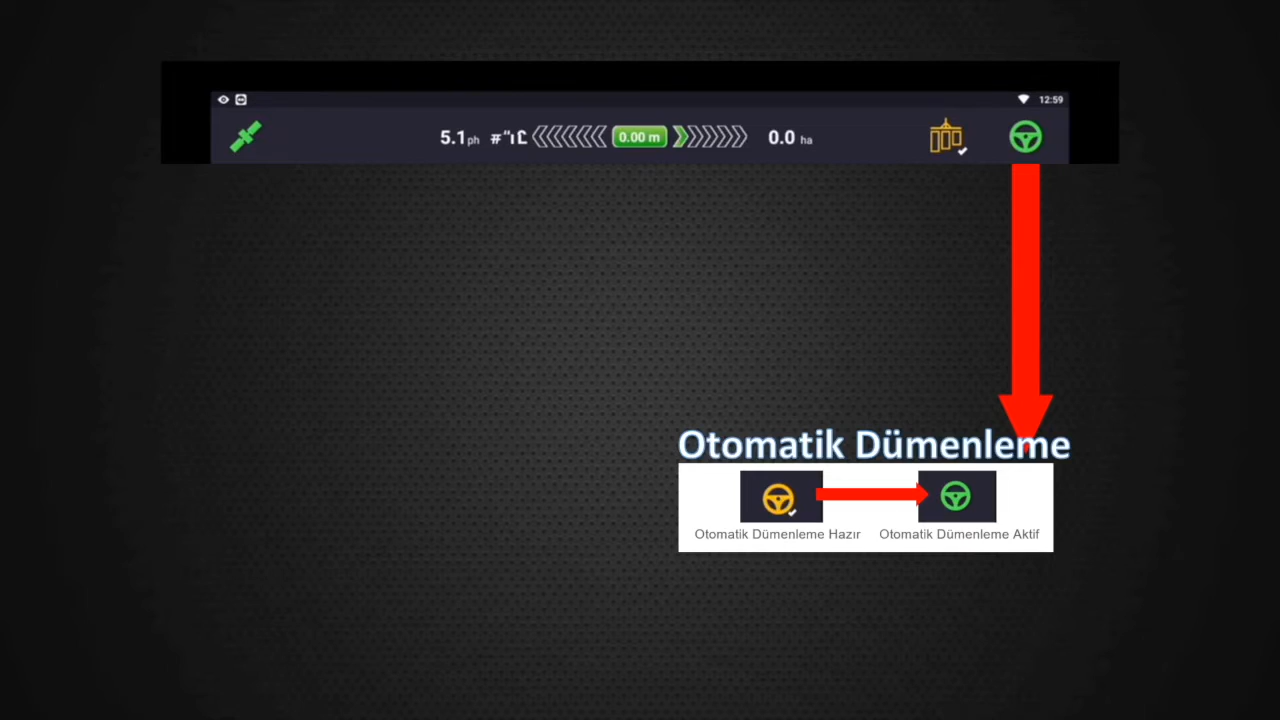 12:59
5.1 ph 0.00 m 0.0 ha
Otomatik Dümenleme
Otomatik Dümenleme Hazır Otomatik Dümenleme Aktif